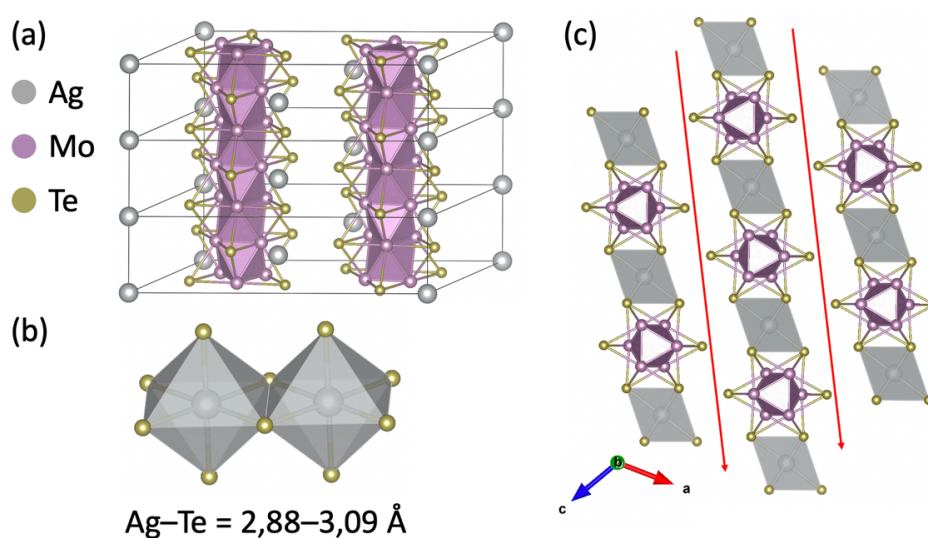 (a)
Ag
Mo
Te
(b)
Ag–Te = 2,88–3,09 Å
(c)
b
a
c